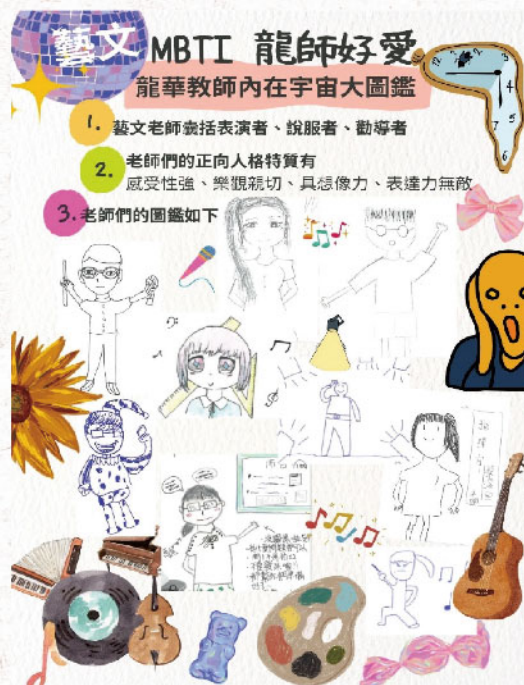 藝文 MBTI 龍師好愛
龍華教師內在宇宙大圖鑑
1. 藝文老師囊括表演者、說服者、勸導者
2. 老師們的正向人格特質有
感受性強、樂觀親切、具想像力、表達力無敵
3. 老師們的圖鑑如下